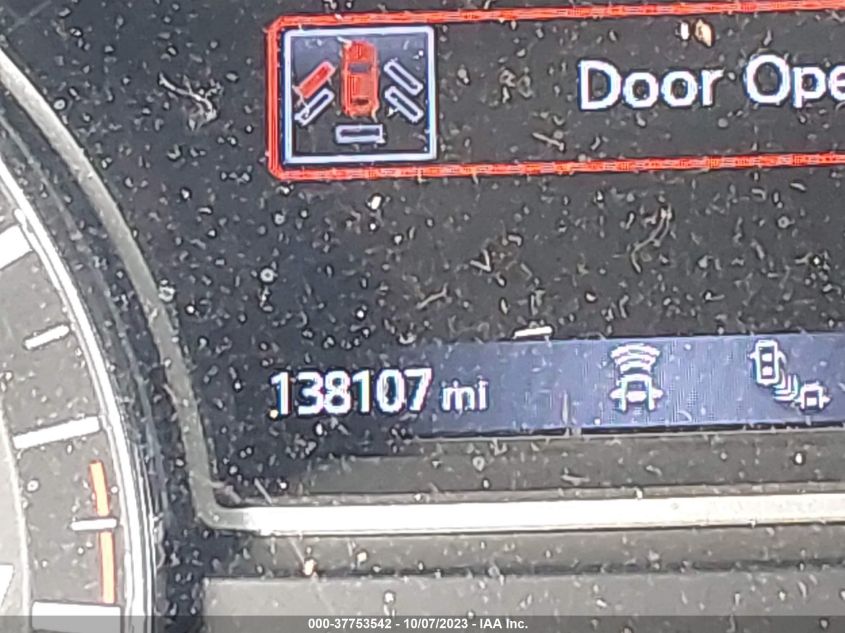 Door Ope
138107 mi
000-37753542 - 10/07/2023 - IAA Inc.